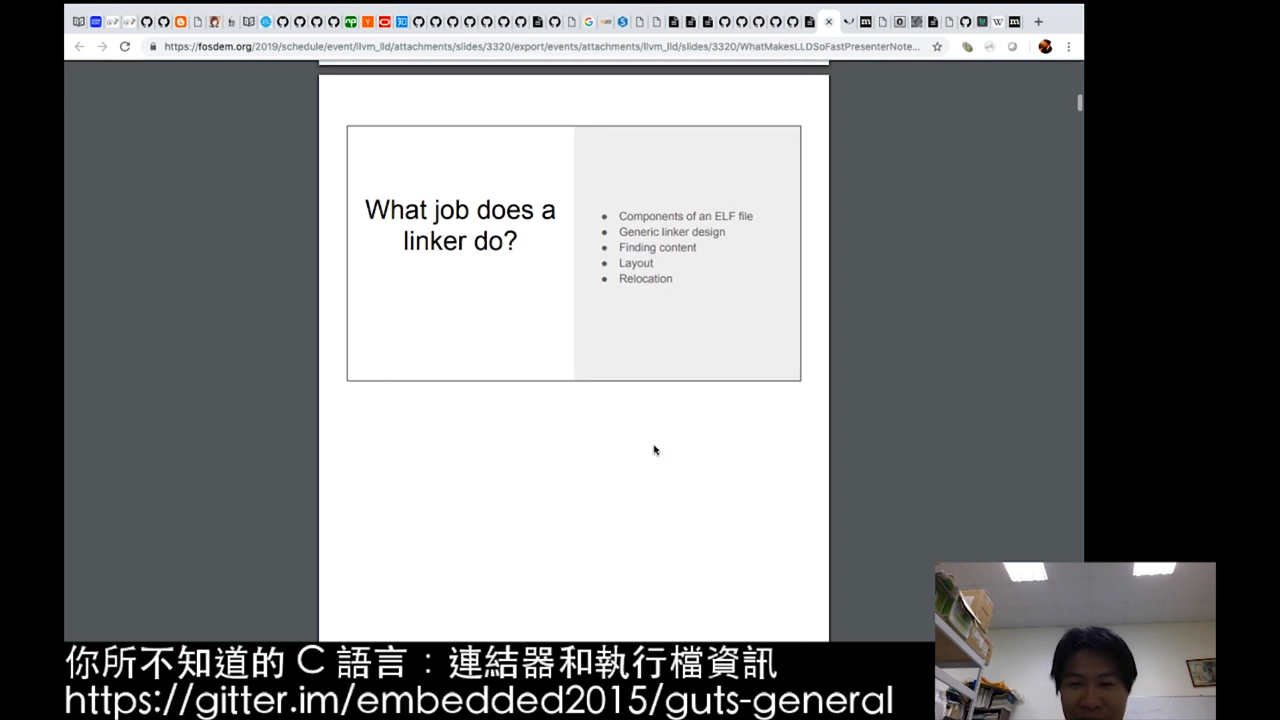 https://fosdem.org/2019/schedule/event/llvm_lld/attachments/slides/3320/export/events/attachments/llvm_lld/slides/3320/WhatMakesLLDSoFastPresenterNote...
What job does a
linker do?
● Components of an ELF file
● Generic linker design
● Finding content
● Layout
● Relocation
你所不知道的 C 語言：連結器和執行檔資訊
https://gitter.im/embedded2015/guts-general